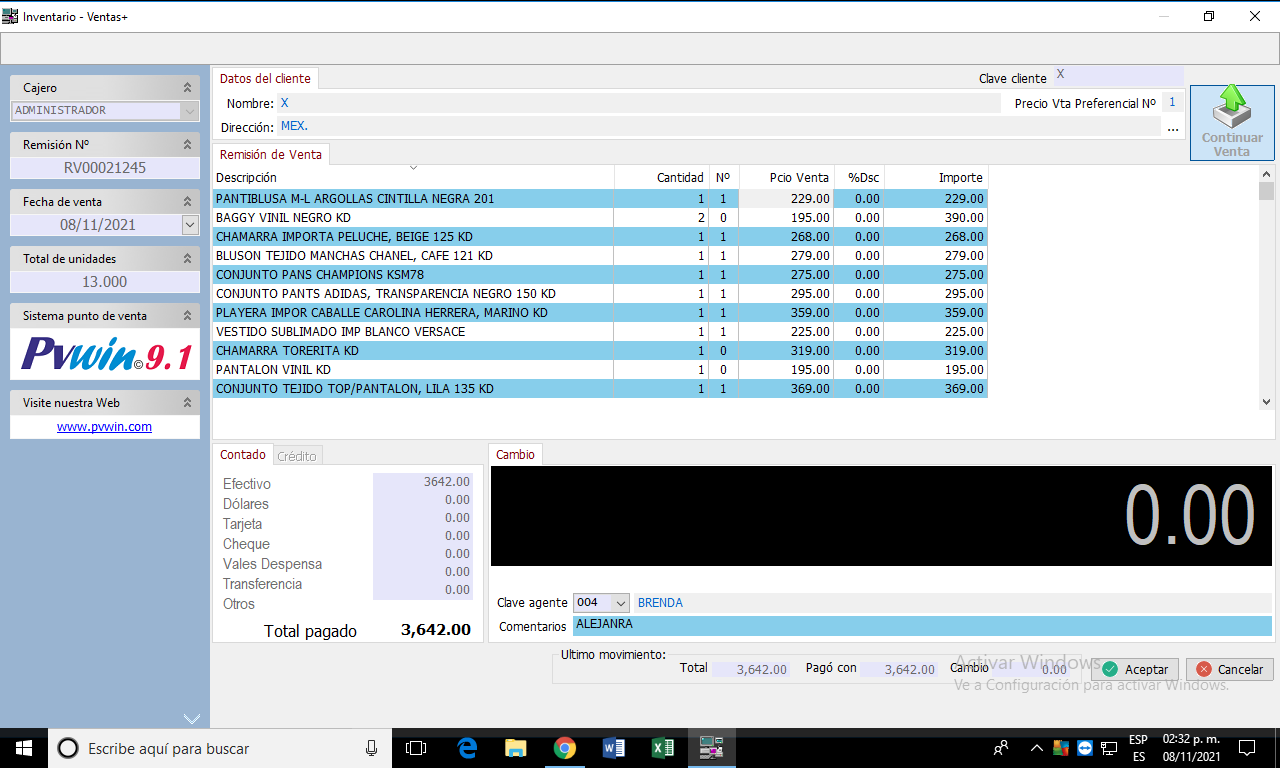 Inventario - Ventas+
Cajero
ADMINISTRADOR
Remisión Nº
RV00021245
Fecha de venta
08/11/2021
Total de unidades
13.000
Sistema punto de venta
PVwin© 9.1
Visite nuestra Web
www.pvwin.com
Datos del cliente
Clave cliente X
Nombre: X
Precio Vta Preferencial Nº 1
Dirección: MEX.
...
Continuar
Venta
Remisión de Venta
Descripción Cantidad Nº Pcio Venta %Dsc Importe
PANTIBLUSA M-L ARGOLLAS CINTILLA NEGRA 201 1 1 229.00 0.00 229.00
BAGGY VINIL NEGRO KD 2 0 195.00 0.00 390.00
CHAMARRA IMPORTA PELUCHE, BEIGE 125 KD 1 1 268.00 0.00 268.00
BLUSON TEJIDO MANCHAS CHANEL, CAFE 121 KD 1 1 279.00 0.00 279.00
CONJUNTO PANS CHAMPIONS KSM78 1 1 275.00 0.00 275.00
CONJUNTO PANTS ADIDAS, TRANSPARENCIA NEGRO 150 KD 1 1 295.00 0.00 295.00
PLAYERA IMPOR CABALLE CAROLINA HERRERA, MARINO KD 1 1 359.00 0.00 359.00
VESTIDO SUBLIMADO IMP BLANCO VERSACE 1 1 225.00 0.00 225.00
CHAMARRA TORERITA KD 1 0 319.00 0.00 319.00
PANTALON VINIL KD 1 0 195.00 0.00 195.00
CONJUNTO TEJIDO TOP/PANTALON, LILA 135 KD 1 1 369.00 0.00 369.00
Contado Crédito
Efectivo 3642.00
Dólares 0.00
Tarjeta 0.00
Cheque 0.00
Vales Despensa 0.00
Transferencia 0.00
Otros 0.00
Total pagado 3,642.00
Cambio
0.00
Clave agente 004 BRENDA
Comentarios ALEJANRA
Ultimo movimiento:
Total 3,642.00 Pagó con 3,642.00 Cambio 0.00
Aceptar Cancelar
Activar Windows
Ve a Configuración para activar Windows.
Escribe aquí para buscar
ESP
ES
02:32 p. m.
08/11/2021